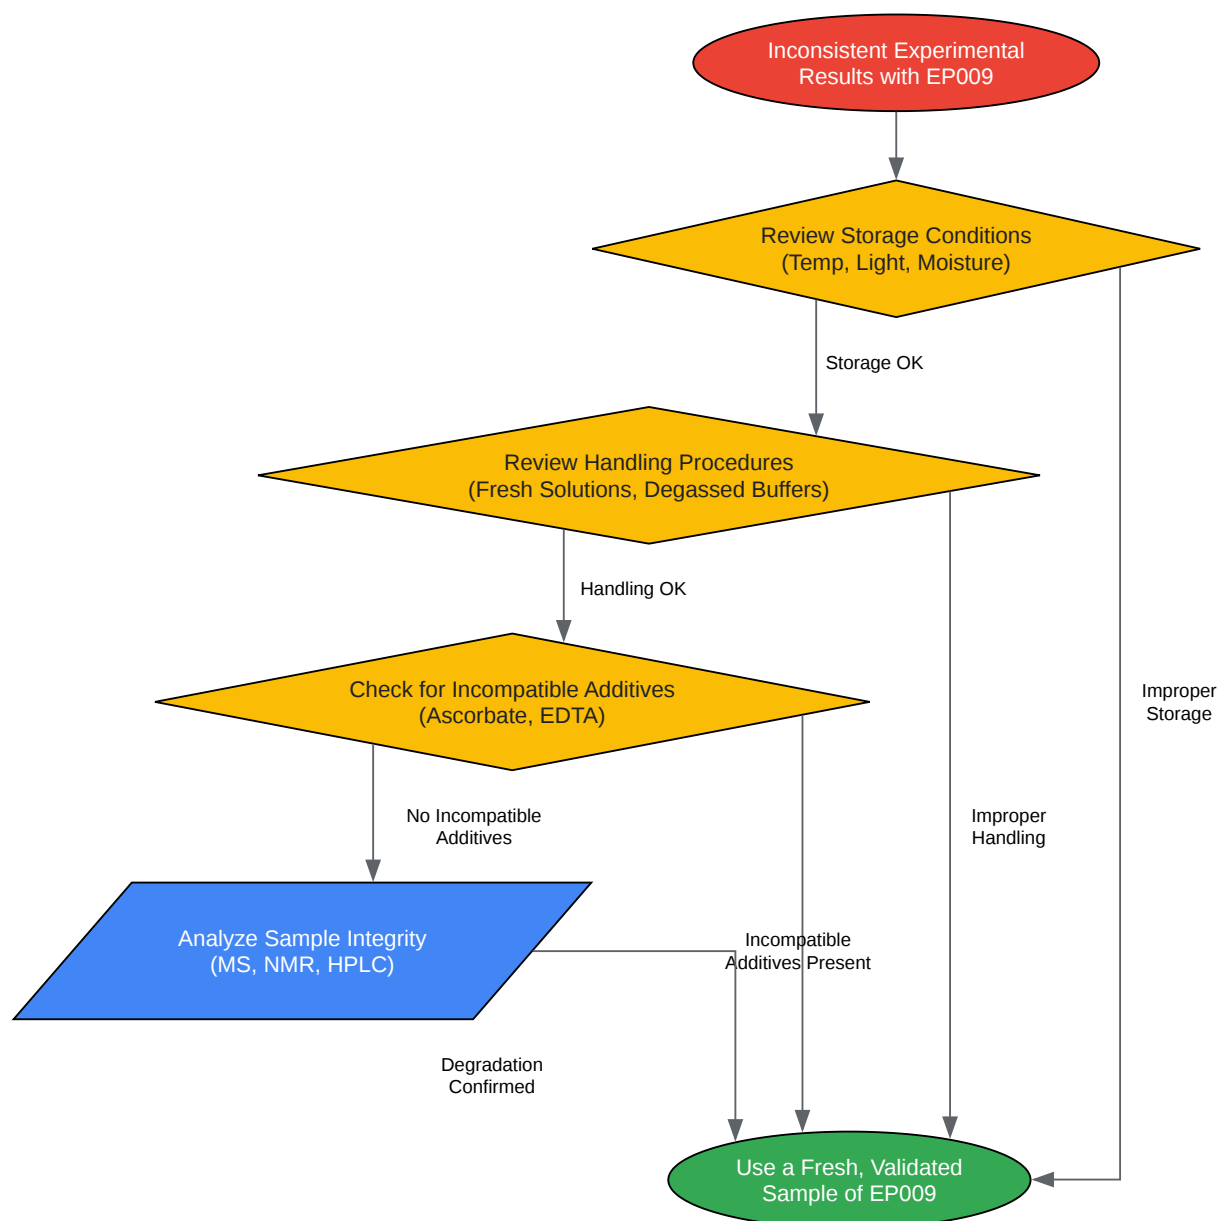 Inconsistent Experimental
Results with EP009
Review Storage Conditions
(Temp, Light, Moisture)
Storage OK
Review Handling Procedures
(Fresh Solutions, Degassed Buffers)
Handling OK
Check for Incompatible Additives
(Ascorbate, EDTA)
Improper
Storage
No Incompatible
Additives
Improper
Handling
Analyze Sample Integrity
(MS, NMR, HPLC)
Incompatible
Additives Present
Degradation
Confirmed
Use a Fresh, Validated
Sample of EP009